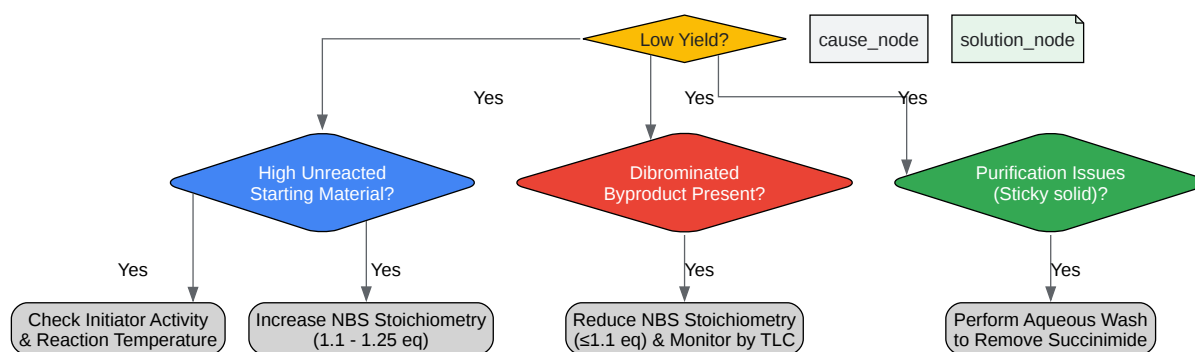 Low Yield?
cause_node
solution_node
Yes
Yes
Yes
High Unreacted
Starting Material?
Dibrominated
Byproduct Present?
Purification Issues
(Sticky solid)?
Yes
Yes
Yes
Yes
Check Initiator Activity
& Reaction Temperature
Increase NBS Stoichiometry
(1.1 - 1.25 eq)
Reduce NBS Stoichiometry
(≤1.1 eq) & Monitor by TLC
Perform Aqueous Wash
to Remove Succinimide